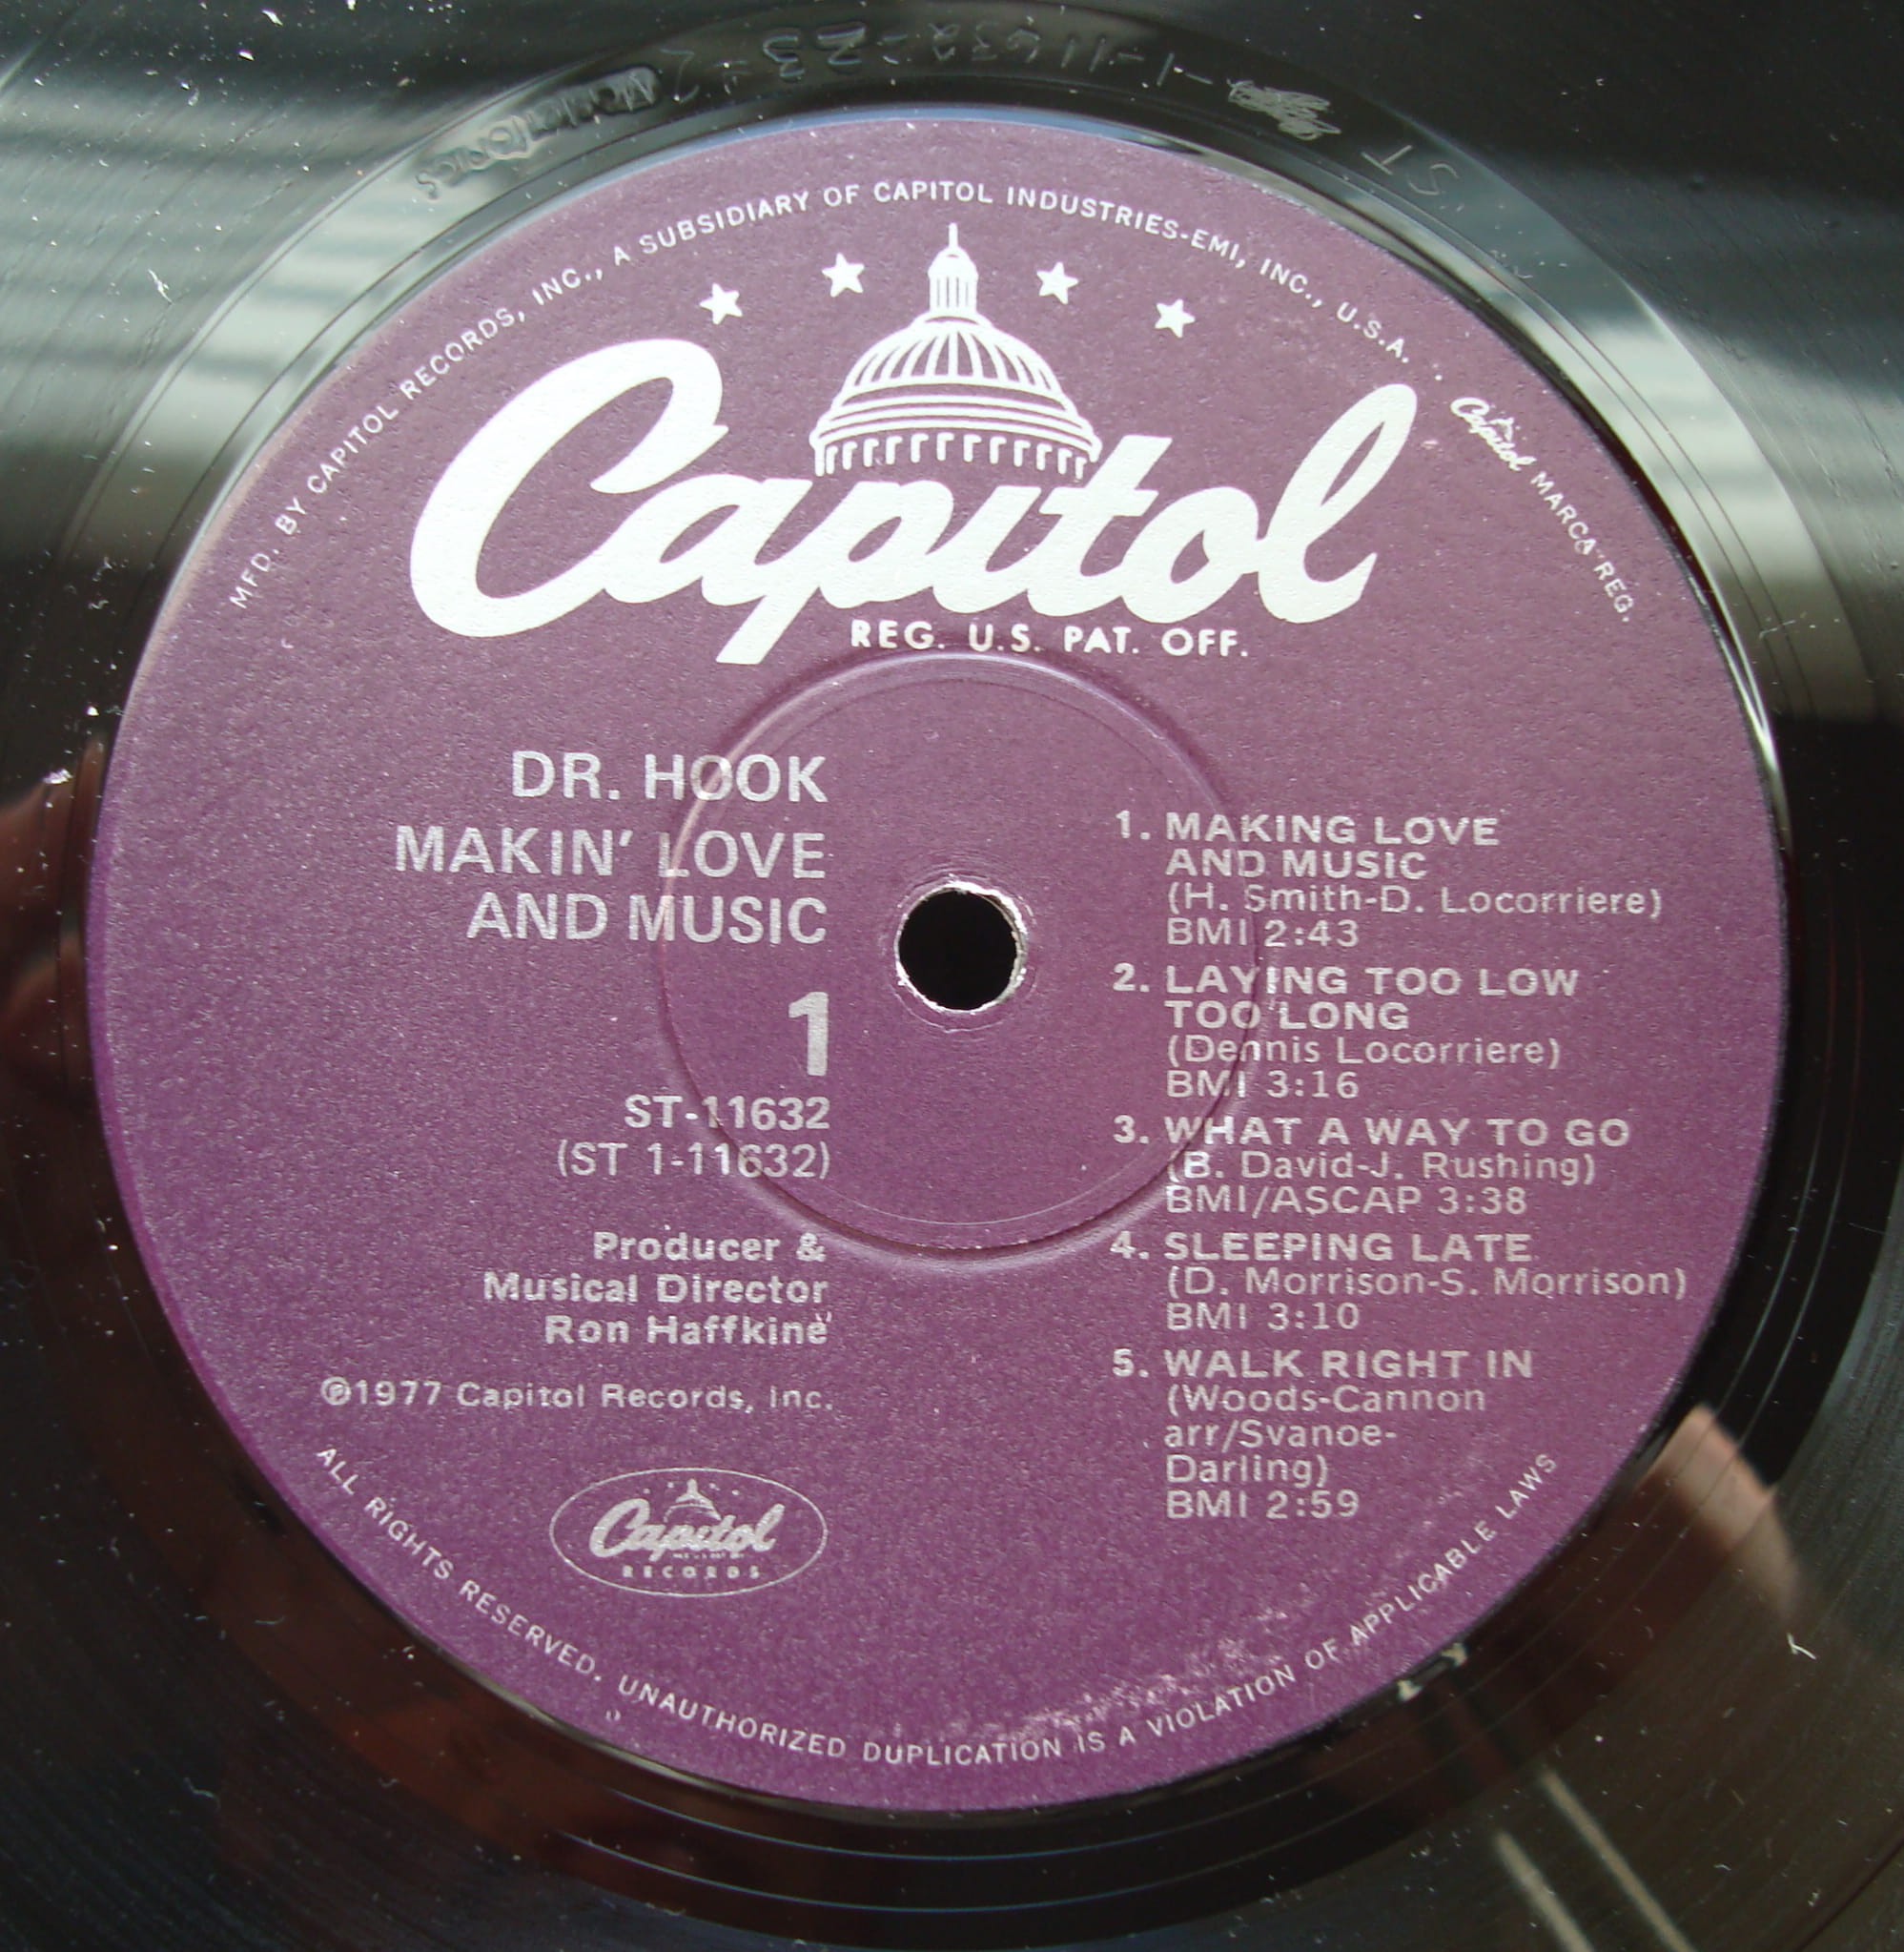 ST 1-11632-Z3 2
MFD. BY CAPITOL RECORDS, INC., A SUBSIDIARY OF CAPITOL INDUSTRIES-EMI, INC., U.S.A. . Capitol MARCA REG.
Capitol
REG. U.S. PAT. OFF.
DR. HOOK
MAKIN' LOVE
AND MUSIC
1
ST-11632
(ST 1-11632)
Producer &
Musical Director
Ron Haffkine
℗1977 Capitol Records, Inc.
Capitol
RECORDS
1. MAKING LOVE
AND MUSIC
(H. Smith-D. Locorriere)
BMI 2:43
2. LAYING TOO LOW
TOO LONG
(Dennis Locorriere)
BMI 3:16
3. WHAT A WAY TO GO
(B. David-J. Rushing)
BMI/ASCAP 3:38
4. SLEEPING LATE
(D. Morrison-S. Morrison)
BMI 3:10
5. WALK RIGHT IN
(Woods-Cannon
arr/Svanoe-
Darling)
BMI 2:59
ALL RIGHTS RESERVED. UNAUTHORIZED DUPLICATION IS A VIOLATION OF APPLICABLE LAWS